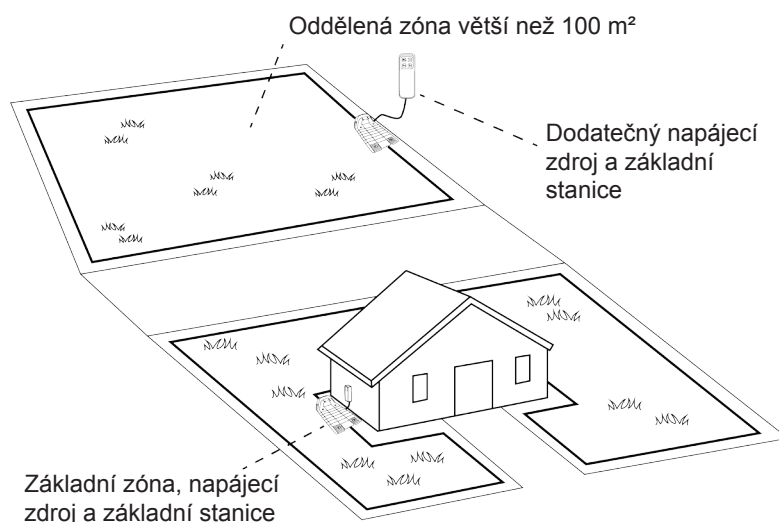 Oddělená zóna větší než 100 m²
Dodatečný napájecí
zdroj a základní
stanice
Základní zóna, napájecí
zdroj a základní stanice